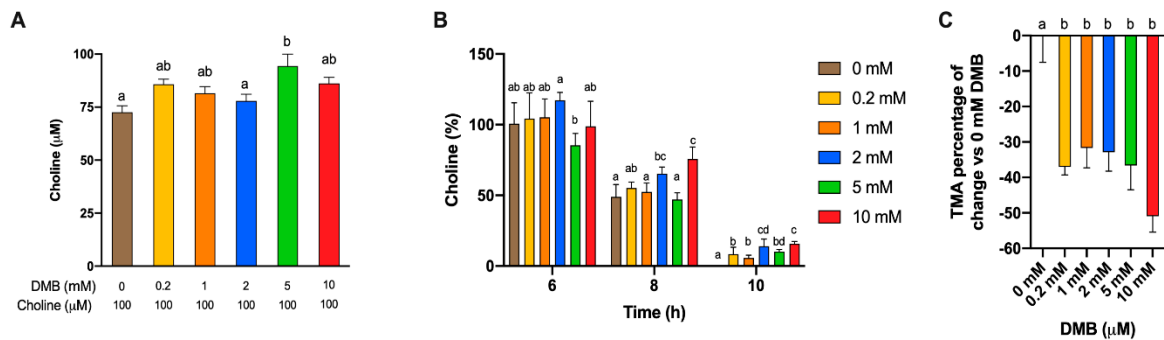 A
Choline (μM)
100
75
50
25
0
a
ab
ab
a
b
ab
DMB (mM) 0 0.2 1 2 5 10
Choline (μM) 100 100 100 100 100 100
B
Choline (%)
150
100
50
0
ab ab ab a b ab
a ab a bc a c
a b b cd bd c
6 8 10
Time (h)
0 mM
0.2 mM
1 mM
2 mM
5 mM
10 mM
C
TMA percentage of
change vs 0 mM DMB
a b b b b b
0
-10
-20
-30
-40
-50
-60
0 mM
0.2 mM
1 mM
2 mM
5 mM
10 mM
DMB (μM)